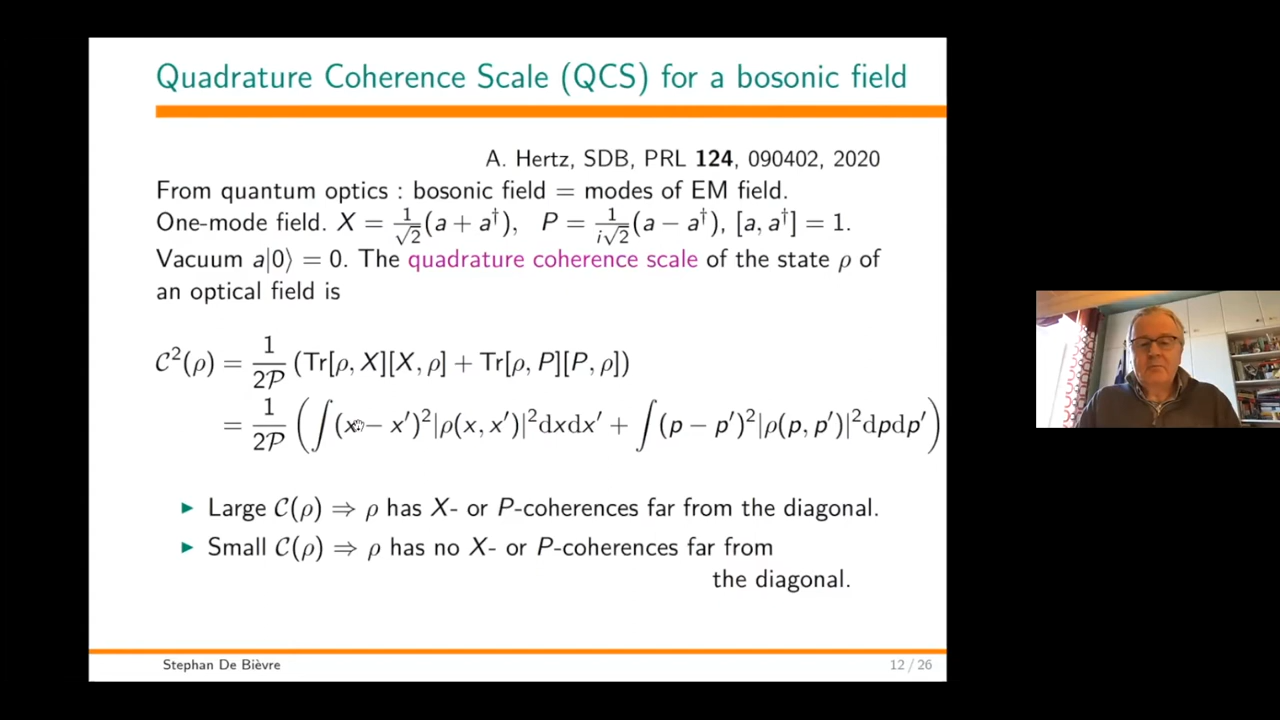 Quadrature Coherence Scale (QCS) for a bosonic field
A. Hertz, SDB, PRL 124, 090402, 2020
From quantum optics : bosonic field = modes of EM field.
One-mode field. X = 1/√2 (a + a†), P = 1/i√2 (a − a†), [a, a†] = 1.
Vacuum a|0⟩ = 0. The quadrature coherence scale of the state ρ of
an optical field is
𝒞²(ρ) = 1/2𝒫 (Tr[ρ, X][X, ρ] + Tr[ρ, P][P, ρ])
= 1/2𝒫 (∫(x − x′)²|ρ(x, x′)|²dxdx′ + ∫(p − p′)²|ρ(p, p′)|²dpdp′)
▶ Large 𝒞(ρ) ⇒ ρ has X- or P-coherences far from the diagonal.
▶ Small 𝒞(ρ) ⇒ ρ has no X- or P-coherences far from
the diagonal.
Stephan De Bièvre 12 / 26